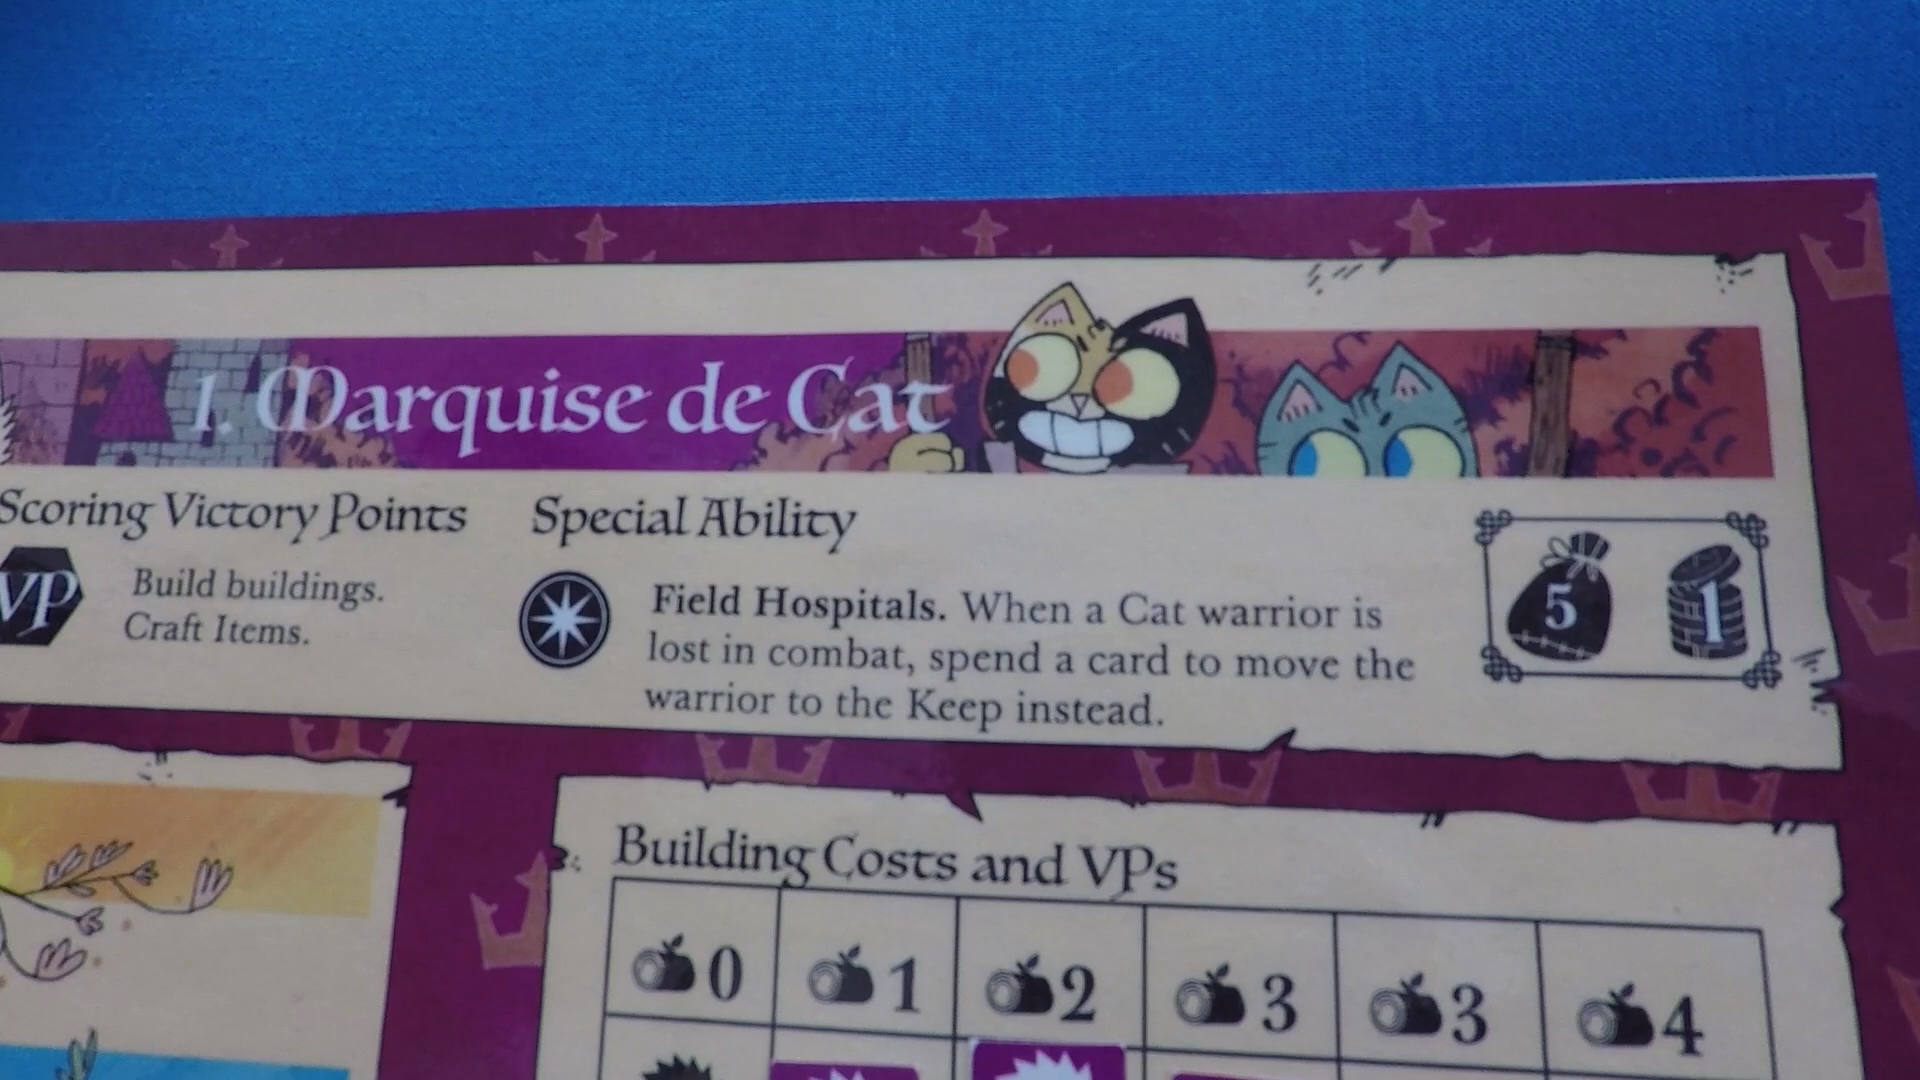 1. Marquise de Cat
Scoring Victory Points
VP
Build buildings.
Craft Items.
Special Ability
Field Hospitals. When a Cat warrior is
lost in combat, spend a card to move the
warrior to the Keep instead.
5 1
Building Costs and VPs
0 1 2 3 3 4